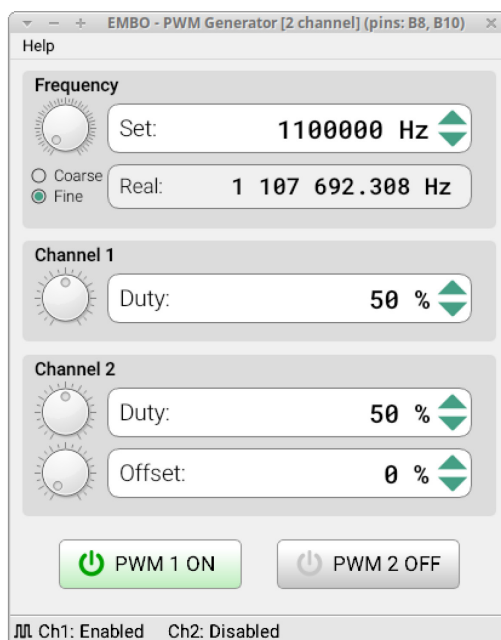 EMBO - PWM Generator [2 channel] (pins: B8, B10)
Help
Frequency
Set: 1100000 Hz
Coarse
Fine
Real: 1 107 692.308 Hz
Channel 1
Duty: 50 %
Channel 2
Duty: 50 %
Offset: 0 %
PWM 1 ON PWM 2 OFF
Ch1: Enabled Ch2: Disabled